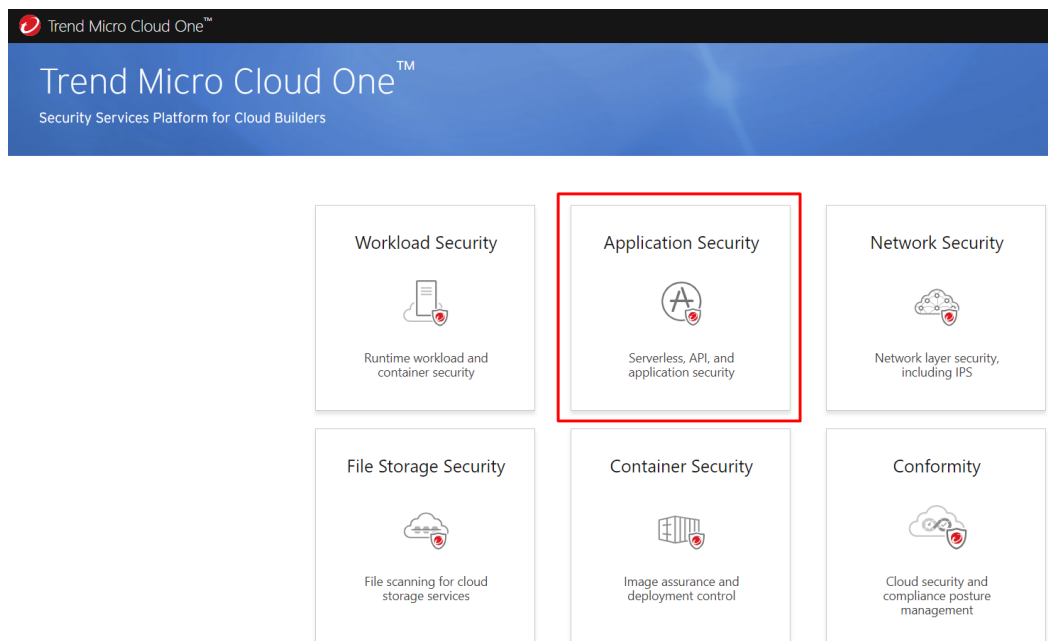 Trend Micro Cloud One™
Trend Micro Cloud One™
Security Services Platform for Cloud Builders
Workload Security
Runtime workload and
container security
Application Security
Serverless, API, and
application security
Network Security
Network layer security,
including IPS
File Storage Security
File scanning for cloud
storage services
Container Security
Image assurance and
deployment control
Conformity
Cloud security and
compliance posture
management